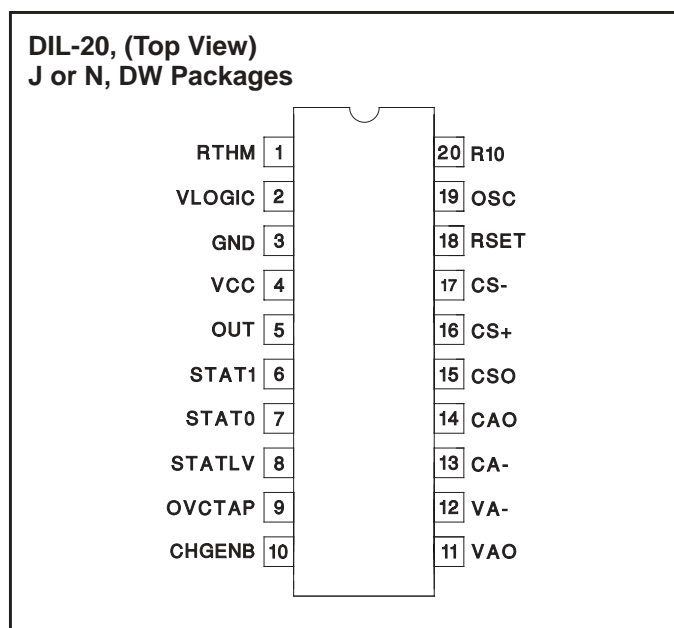 DIL-20, (Top View)
J or N, DW Packages
RTHM 1 20 R10
VLOGIC 2 19 OSC
GND 3 18 RSET
VCC 4 17 CS-
OUT 5 16 CS+
STAT1 6 15 CSO
STAT0 7 14 CAO
STATLV 8 13 CA-
OVCTAP 9 12 VA-
CHGENB 10 11 VAO